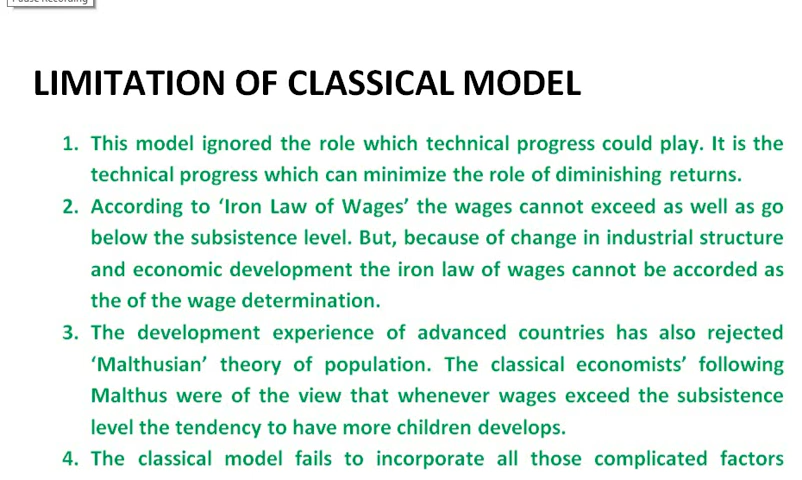 Pause Recording
LIMITATION OF CLASSICAL MODEL
1. This model ignored the role which technical progress could play. It is the
technical progress which can minimize the role of diminishing returns.
2. According to ‘Iron Law of Wages’ the wages cannot exceed as well as go
below the subsistence level. But, because of change in industrial structure
and economic development the iron law of wages cannot be accorded as
the of the wage determination.
3. The development experience of advanced countries has also rejected
‘Malthusian’ theory of population. The classical economists’ following
Malthus were of the view that whenever wages exceed the subsistence
level the tendency to have more children develops.
4. The classical model fails to incorporate all those complicated factors